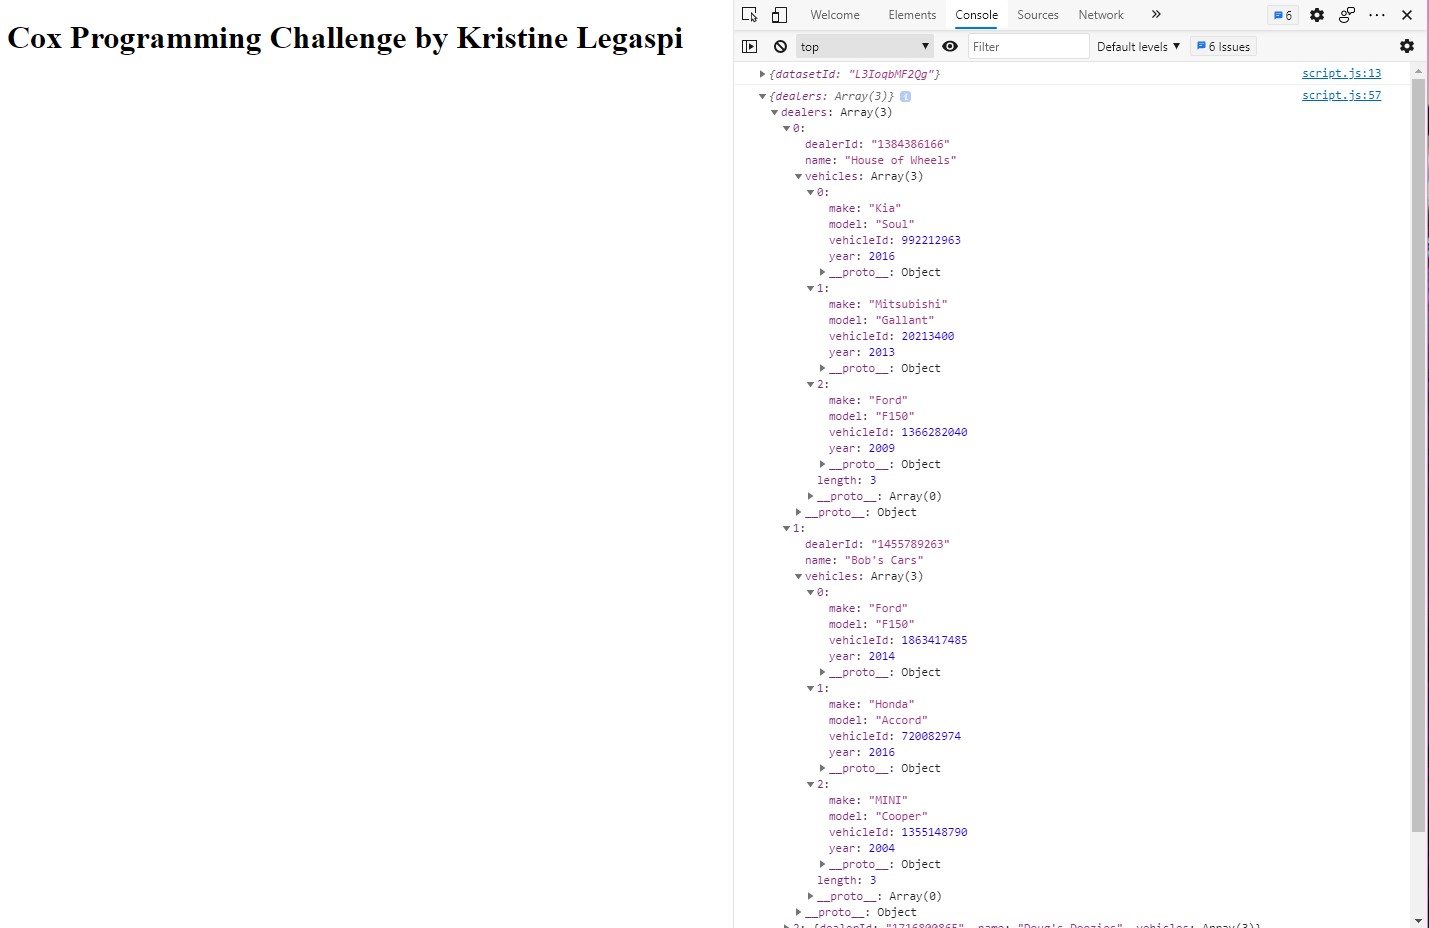 Cox Programming Challenge by Kristine Legaspi
Welcome Elements Console Sources Network » 6
top Filter Default levels ▼ 6 Issues
{datasetId: "L3IoqbMF2Qg"} script.js:13
{dealers: Array(3)} i script.js:57
dealers: Array(3)
0:
dealerId: "1384386166"
name: "House of Wheels"
vehicles: Array(3)
0:
make: "Kia"
model: "Soul"
vehicleId: 992212963
year: 2016
__proto__: Object
1:
make: "Mitsubishi"
model: "Gallant"
vehicleId: 20213400
year: 2013
__proto__: Object
2:
make: "Ford"
model: "F150"
vehicleId: 1366282040
year: 2009
__proto__: Object
length: 3
__proto__: Array(0)
__proto__: Object
1:
dealerId: "1455789263"
name: "Bob's Cars"
vehicles: Array(3)
0:
make: "Ford"
model: "F150"
vehicleId: 1863417485
year: 2014
__proto__: Object
1:
make: "Honda"
model: "Accord"
vehicleId: 720082974
year: 2016
__proto__: Object
2:
make: "MINI"
model: "Cooper"
vehicleId: 1355148790
year: 2004
__proto__: Object
length: 3
__proto__: Array(0)
__proto__: Object
2: {dealerId: "1716800865", name: "Doug's Doozies", vehicles: Array(3)}